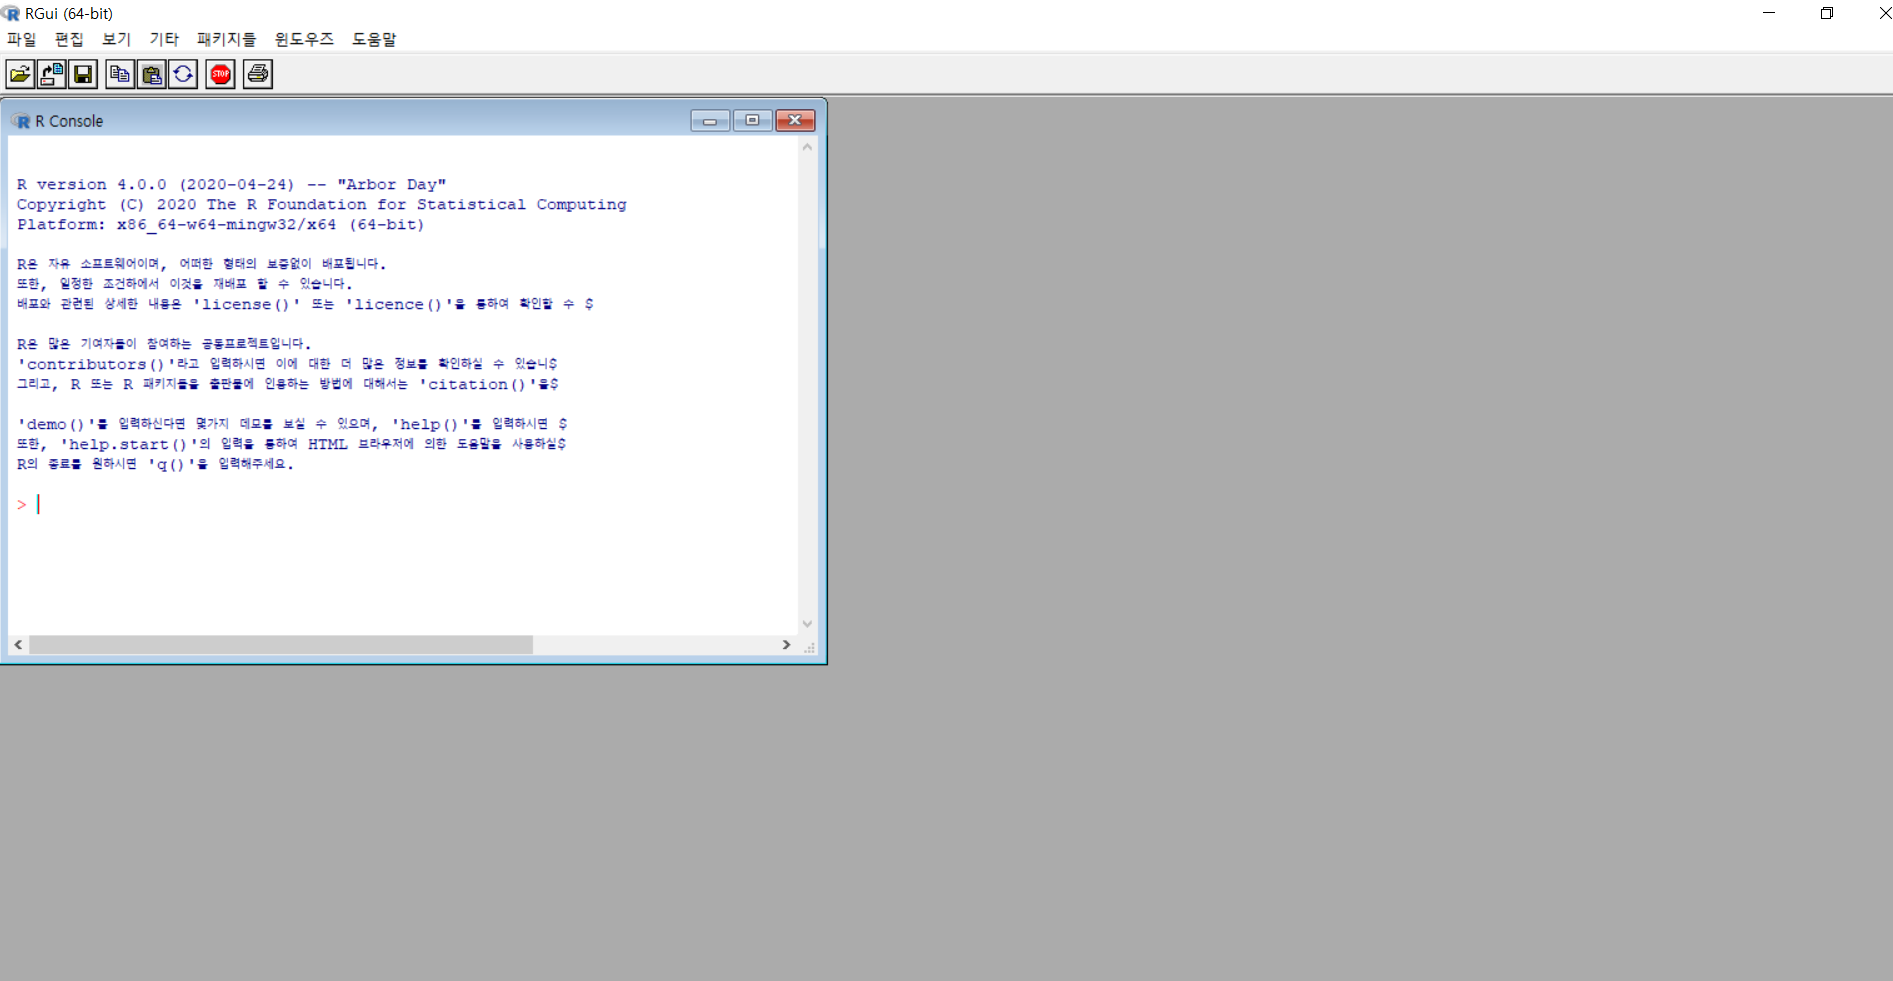 RGui (64-bit)
파일 편집 보기 기타 패키지들 윈도우즈 도움말
STOP
R Console
R version 4.0.0 (2020-04-24) -- "Arbor Day"
Copyright (C) 2020 The R Foundation for Statistical Computing
Platform: x86_64-w64-mingw32/x64 (64-bit)
R은 자유 소프트웨어이며, 어떠한 형태의 보증없이 배포됩니다.
또한, 일정한 조건하에서 이것을 재배포 할 수 있습니다.
배포와 관련된 상세한 내용은 'license()' 또는 'licence()'을 통하여 확인할 수 $
R은 많은 기여자들이 참여하는 공동프로젝트입니다.
'contributors()'라고 입력하시면 이에 대한 더 많은 정보를 확인하실 수 있습니$
그리고, R 또는 R 패키지들을 출판물에 인용하는 방법에 대해서는 'citation()'을$
'demo()'를 입력하신다면 몇가지 데모를 보실 수 있으며, 'help()'를 입력하시면 $
또한, 'help.start()'의 입력을 통하여 HTML 브라우저에 의한 도움말을 사용하실$
R의 종료를 원하시면 'q()'을 입력해주세요.
>